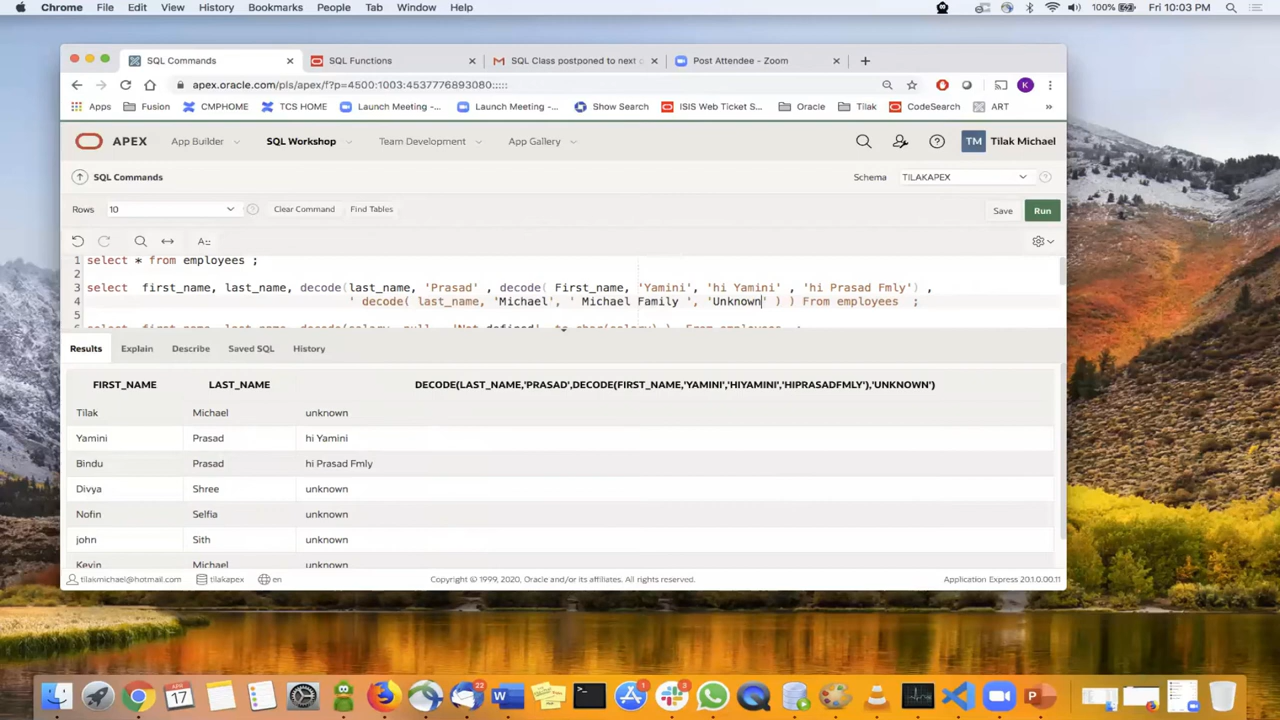 Chrome File Edit View History Bookmarks People Tab Window Help 100% Fri 10:03 PM
SQL Commands SQL Functions SQL Class postponed to next Post Attendee - Zoom
apex.oracle.com/pls/apex/f?p=4500:1003:4537776893080:::::
Apps Fusion CMPHOME TCS HOME Launch Meeting -... Launch Meeting -... Show Search ISIS Web Ticket S... Oracle Tilak CodeSearch ART »
APEX App Builder SQL Workshop Team Development App Gallery TM Tilak Michael
SQL Commands Schema TILAKAPEX
Rows 10 Clear Command Find Tables Save Run
1 select * from employees ;
2
3 select first_name, last_name, decode(last_name, 'Prasad' , decode( First_name, 'Yamini', 'hi Yamini' , 'hi Prasad Fmly') ,
4 ' decode( last_name, 'Michael', ' Michael Family ', 'Unknown' ) ) From employees ;
5
Results Explain Describe Saved SQL History
FIRST_NAME LAST_NAME DECODE(LAST_NAME,'PRASAD',DECODE(FIRST_NAME,'YAMINI','HIYAMINI','HIPRASADFMLY'),'UNKNOWN')
Tilak Michael unknown
Yamini Prasad hi Yamini
Bindu Prasad hi Prasad Fmly
Divya Shree unknown
Nofin Selfia unknown
john Sith unknown
Kevin Michael unknown
tilakmichael@hotmail.com tilakapex en Copyright © 1999, 2020, Oracle and/or its affiliates. All rights reserved. Application Express 20.1.0.00.11
APR 17 23 1 3